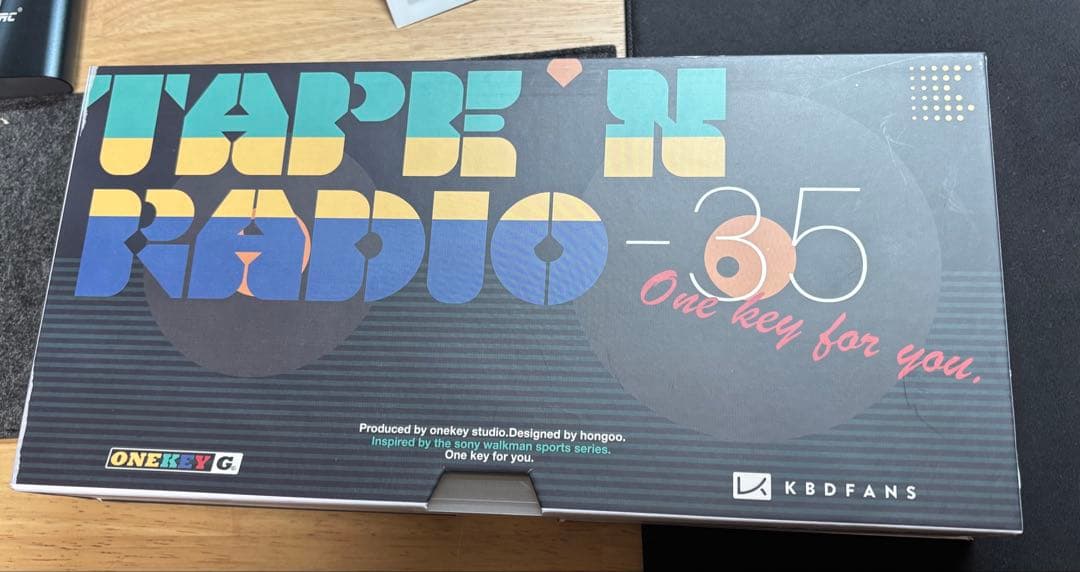 TAPE'N
RADIO-35
One key for you.
Produced by onekey studio.Designed by hongoo.
Inspired by the sony walkman sports series.
One key for you.
ONEKEY G
KBDFANS